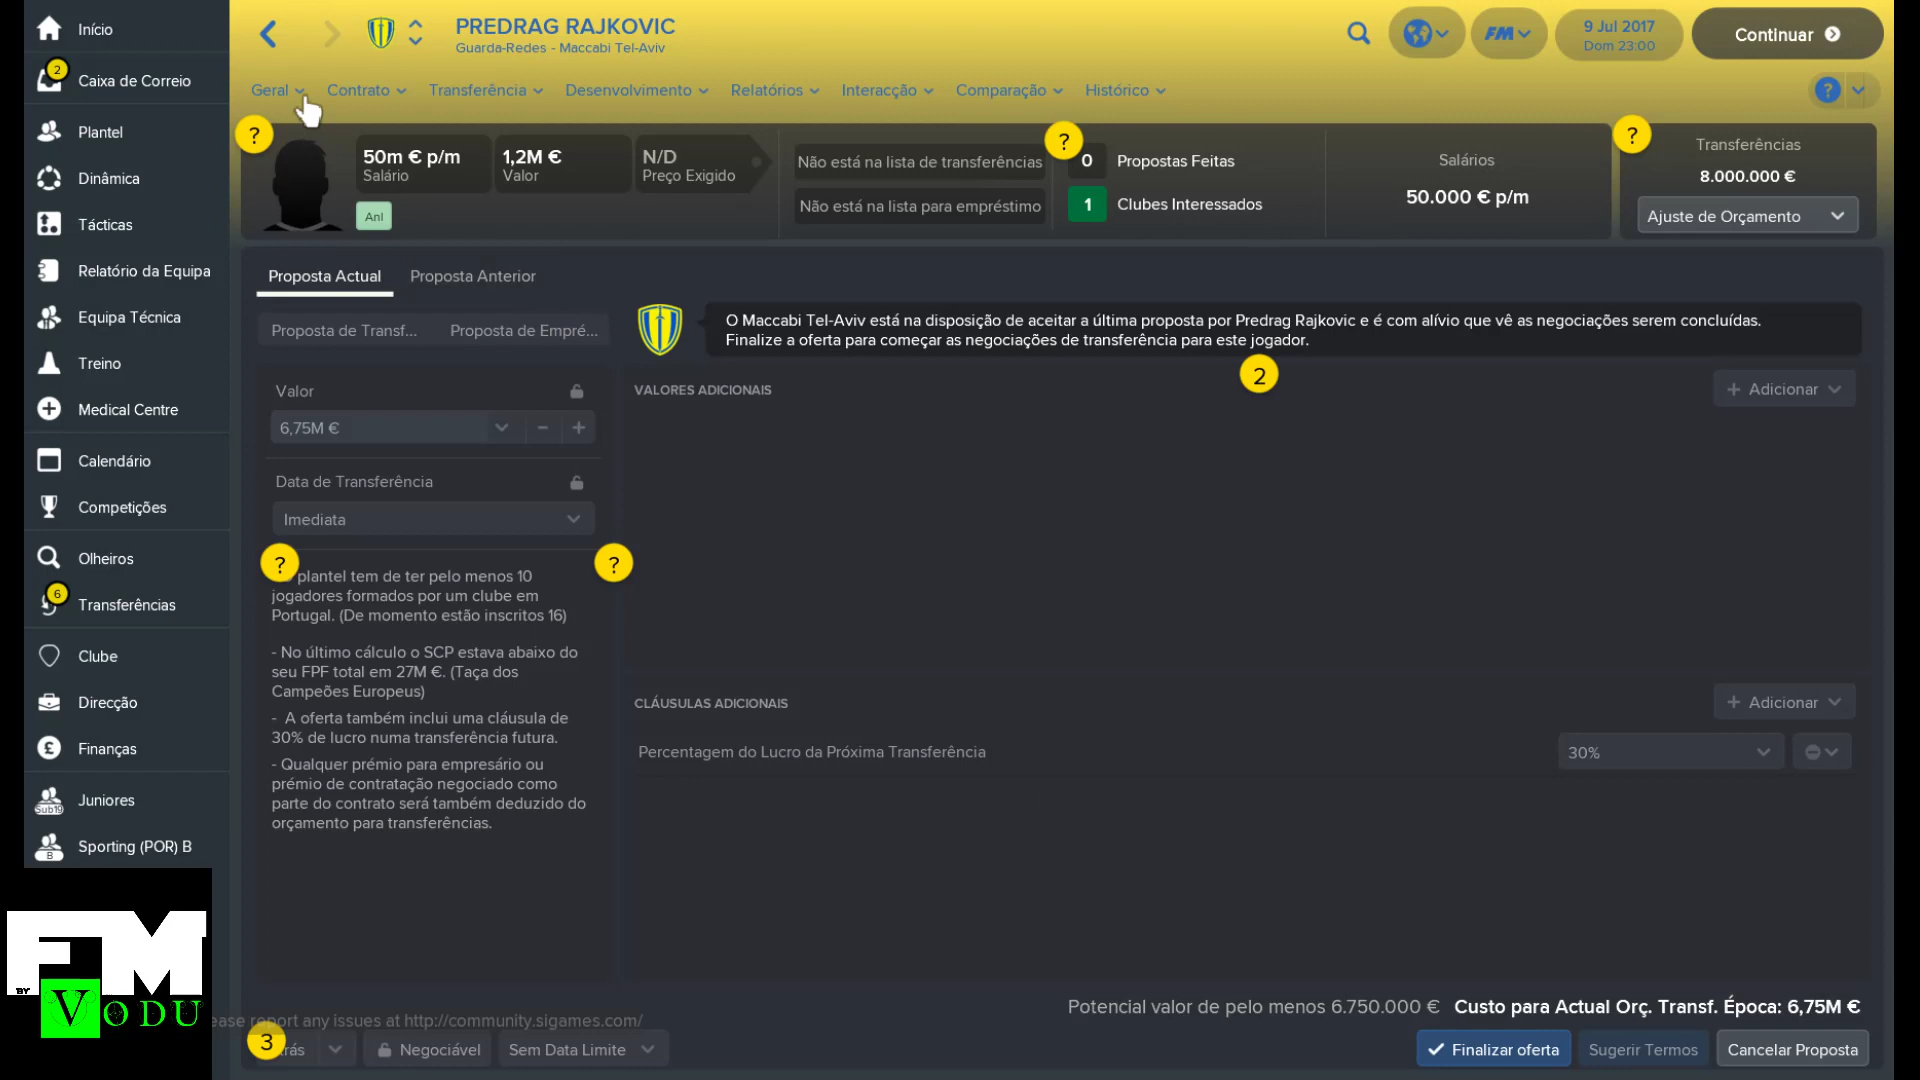 Início
2
Caixa de Correio
Plantel
Dinâmica
Tácticas
Relatório da Equipa
Equipa Técnica
Treino
Medical Centre
Calendário
Competições
Olheiros
6
Transferências
Clube
Direcção
£
Finanças
Sub19
Juniores
B
Sporting (POR) B
FM
BY
VODU
PREDRAG RAJKOVIC
Guarda-Redes - Maccabi Tel-Aviv
FM
9 Jul 2017
Dom 23:00
Continuar
Geral
Contrato
Transferência
Desenvolvimento
Relatórios
Interacção
Comparação
Histórico
?
?
50m € p/m
Salário
1,2M €
Valor
N/D
Preço Exigido
Anl
Não está na lista de transferências
Não está na lista para empréstimo
?
0
Propostas Feitas
1
Clubes Interessados
Salários
50.000 € p/m
?
Transferências
8.000.000 €
Ajuste de Orçamento
Proposta Actual
Proposta Anterior
Proposta de Transf...
Proposta de Empré...
O Maccabi Tel-Aviv está na disposição de aceitar a última proposta por Predrag Rajkovic e é com alívio que vê as negociações serem concluídas.
Finalize a oferta para começar as negociações de transferência para este jogador.
2
Valor
6,75M €
Data de Transferência
Imediata
?
?
plantel tem de ter pelo menos 10
jogadores formados por um clube em
Portugal. (De momento estão inscritos 16)
- No último cálculo o SCP estava abaixo do
seu FPF total em 27M €. (Taça dos
Campeões Europeus)
- A oferta também inclui uma cláusula de
30% de lucro numa transferência futura.
- Qualquer prémio para empresário ou
prémio de contratação negociado como
parte do contrato será também deduzido do
orçamento para transferências.
VALORES ADICIONAIS
+ Adicionar
CLÁUSULAS ADICIONAIS
+ Adicionar
Percentagem do Lucro da Próxima Transferência
30%
Potencial valor de pelo menos 6.750.000 €
Custo para Actual Orç. Transf. Época: 6,75M €
ease report any issues at http://community.sigames.com/
3
rás
Negociável
Sem Data Limite
Finalizar oferta
Sugerir Termos
Cancelar Proposta